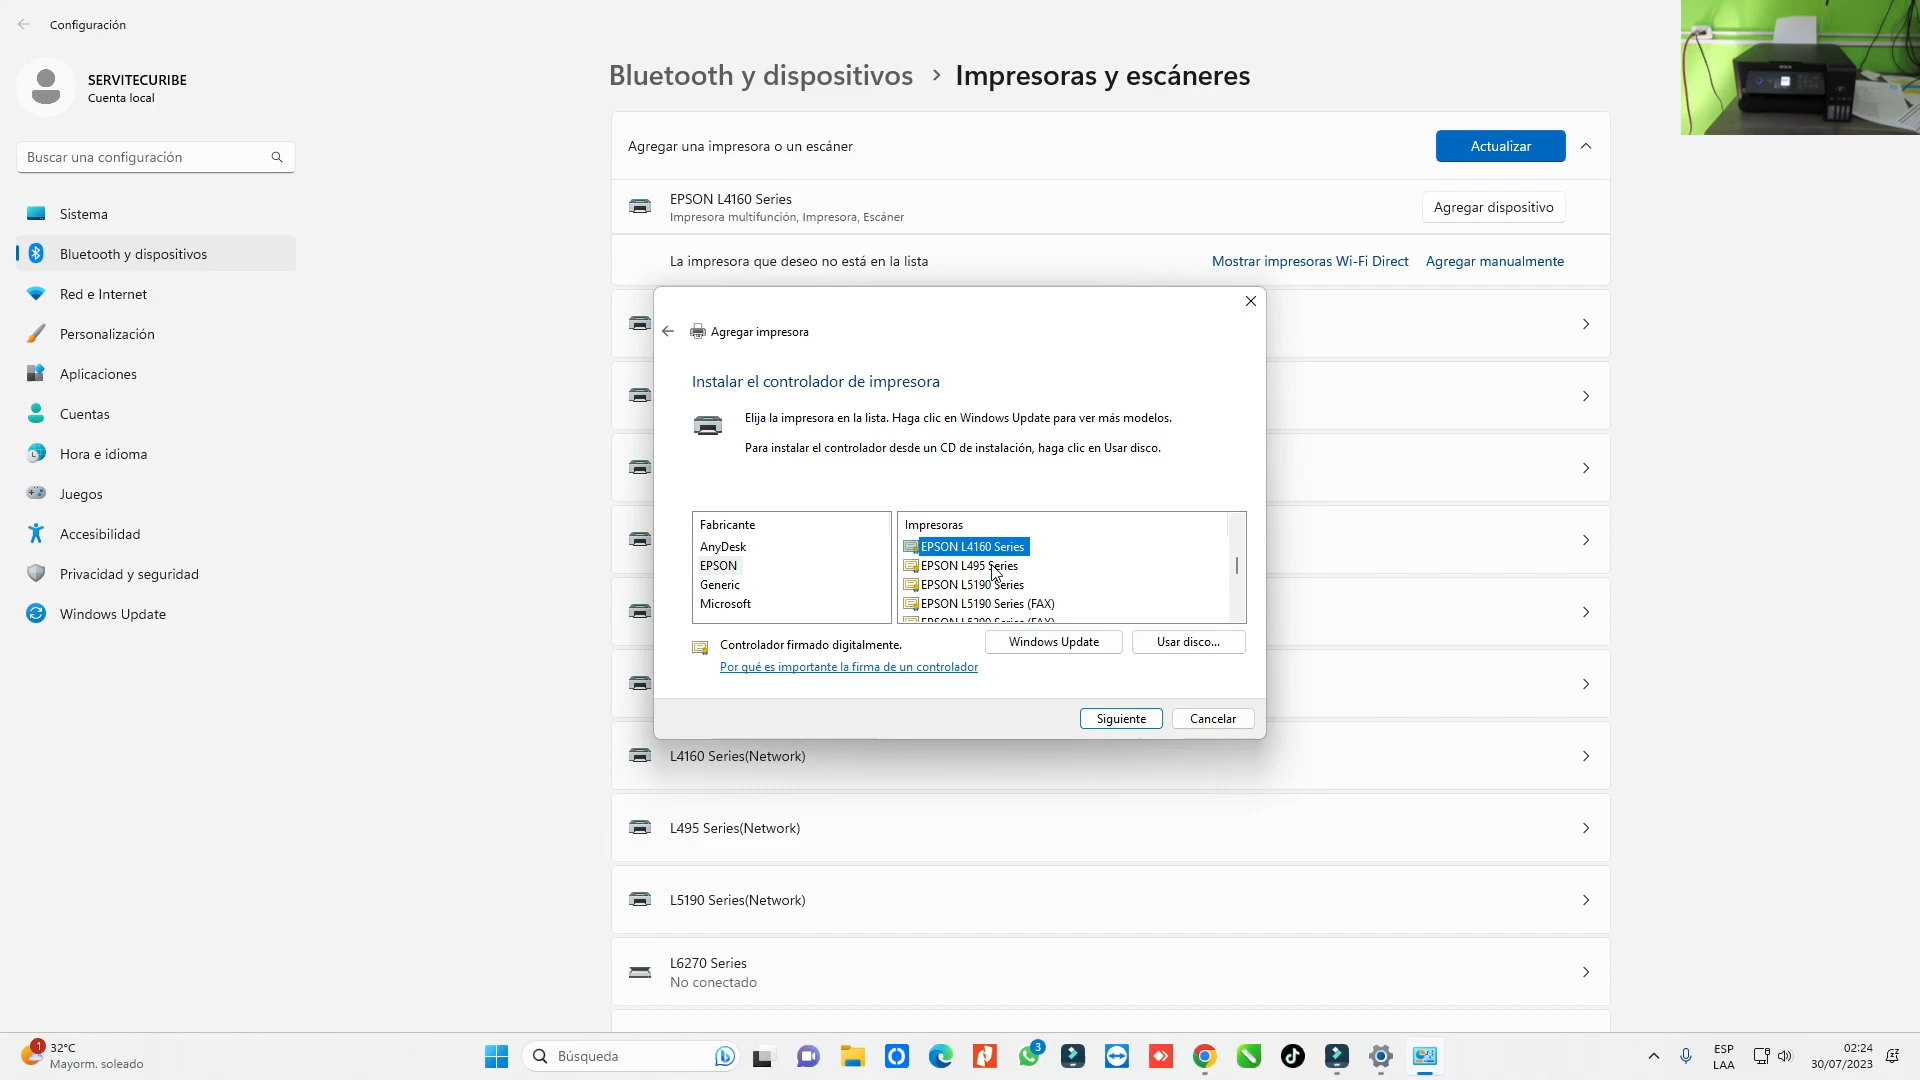 Configuración
SERVITECURIBE
Cuenta local
Buscar una configuración
Sistema
Bluetooth y dispositivos
Red e Internet
Personalización
Aplicaciones
Cuentas
Hora e idioma
Juegos
Accesibilidad
Privacidad y seguridad
Windows Update
Bluetooth y dispositivos > Impresoras y escáneres
Agregar una impresora o un escáner
Actualizar
EPSON L4160 Series
Impresora multifunción, Impresora, Escáner
Agregar dispositivo
La impresora que deseo no está en la lista
Mostrar impresoras Wi-Fi Direct
Agregar manualmente
Agregar impresora
Instalar el controlador de impresora
Elija la impresora en la lista. Haga clic en Windows Update para ver más modelos.
Para instalar el controlador desde un CD de instalación, haga clic en Usar disco.
Fabricante
AnyDesk
EPSON
Generic
Microsoft
Impresoras
EPSON L4160 Series
EPSON L495 Series
EPSON L5190 Series
EPSON L5190 Series (FAX)
EPSON L5290 Series (FAX)
Controlador firmado digitalmente.
Por qué es importante la firma de un controlador
Windows Update
Usar disco...
Siguiente
Cancelar
L4160 Series(Network)
L495 Series(Network)
L5190 Series(Network)
L6270 Series
No conectado
1
32°C
Mayorm. soleado
Búsqueda
3
ESP
LAA
02:24
30/07/2023